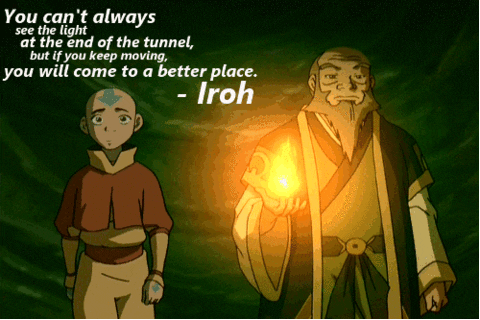 You can't always
see the light
at the end of the tunnel,
but if you keep moving,
you will come to a better place.
- Iroh